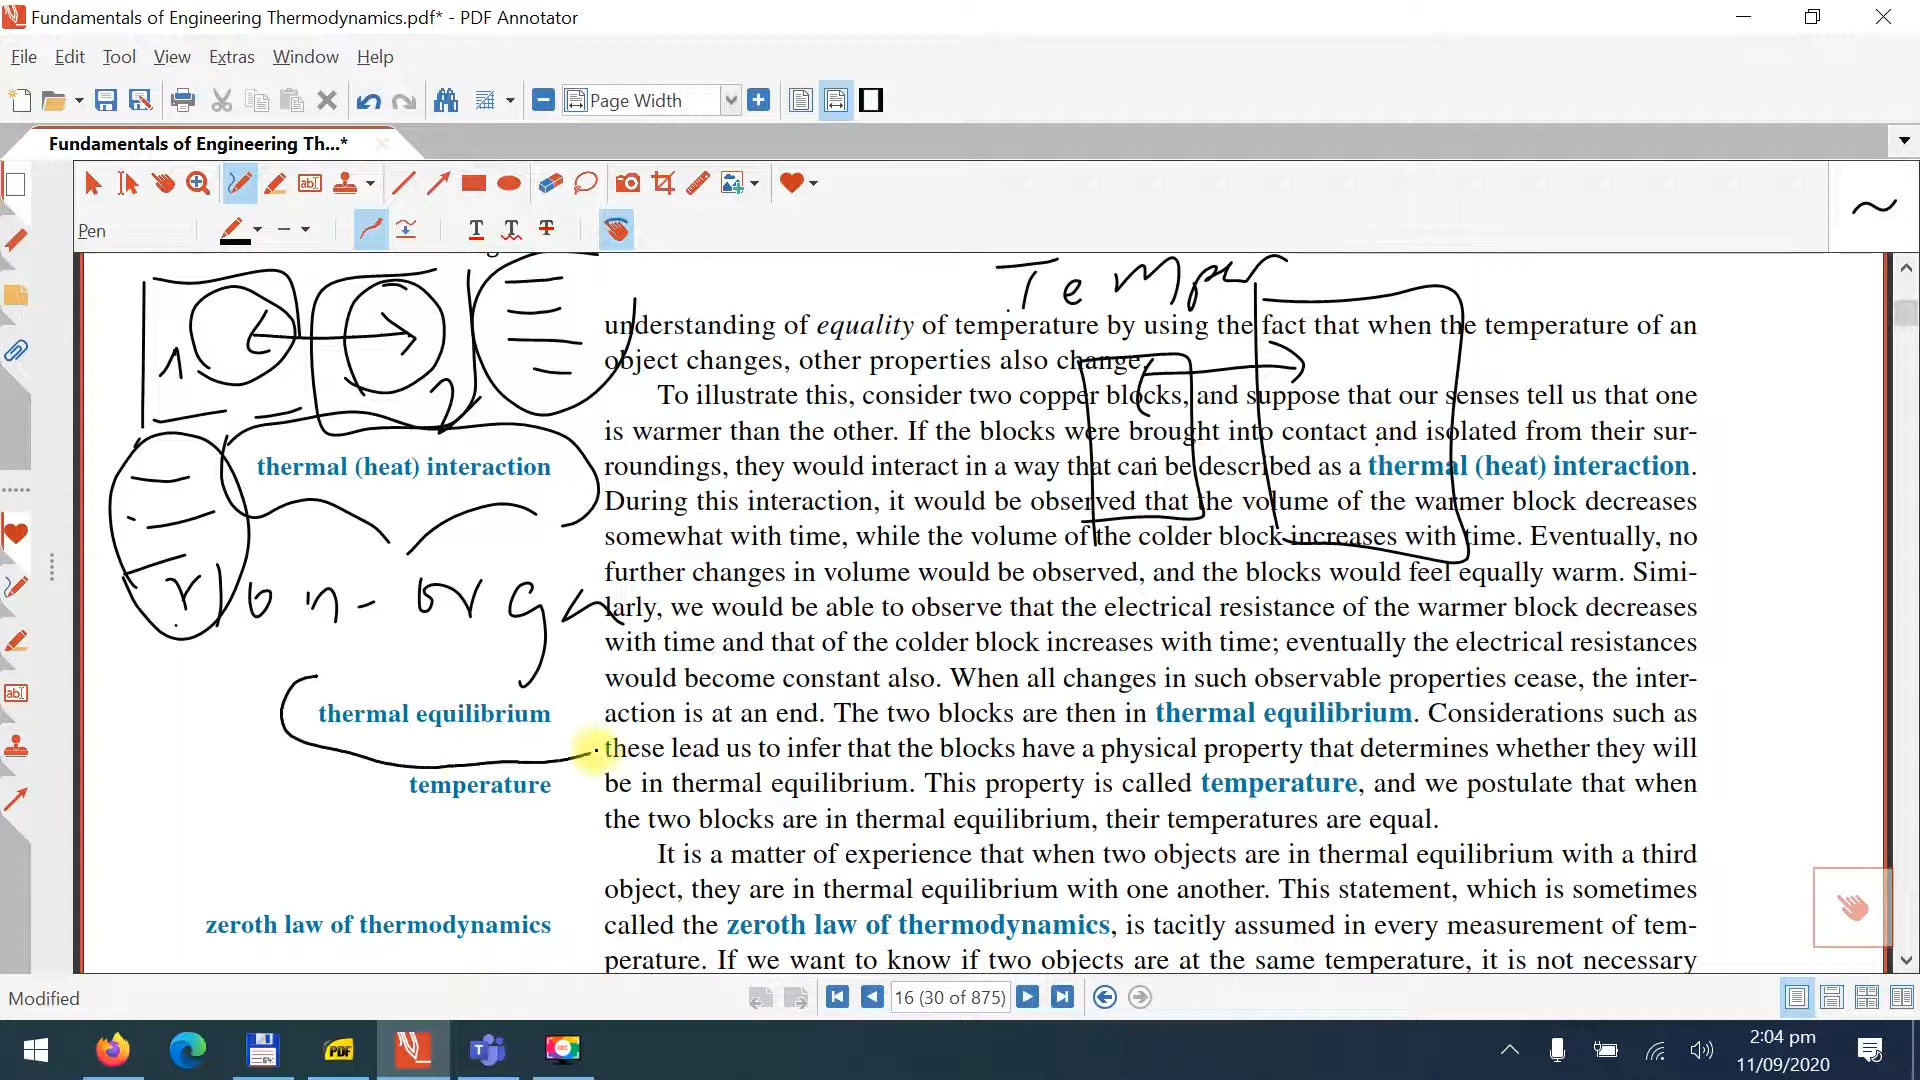 Fundamentals of Engineering Thermodynamics.pdf* - PDF Annotator
File Edit Tool View Extras Window Help
Page Width
Fundamentals of Engineering Th...*
Pen
Temper
understanding of equality of temperature by using the fact that when the temperature of an
object changes, other properties also change.
To illustrate this, consider two copper blocks, and suppose that our senses tell us that one
is warmer than the other. If the blocks were brought into contact and isolated from their sur-
roundings, they would interact in a way that can be described as a thermal (heat) interaction.
During this interaction, it would be observed that the volume of the warmer block decreases
somewhat with time, while the volume of the colder block increases with time. Eventually, no
further changes in volume would be observed, and the blocks would feel equally warm. Simi-
larly, we would be able to observe that the electrical resistance of the warmer block decreases
with time and that of the colder block increases with time; eventually the electrical resistances
would become constant also. When all changes in such observable properties cease, the inter-
action is at an end. The two blocks are then in thermal equilibrium. Considerations such as
these lead us to infer that the blocks have a physical property that determines whether they will
be in thermal equilibrium. This property is called temperature, and we postulate that when
the two blocks are in thermal equilibrium, their temperatures are equal.
It is a matter of experience that when two objects are in thermal equilibrium with a third
object, they are in thermal equilibrium with one another. This statement, which is sometimes
called the zeroth law of thermodynamics, is tacitly assumed in every measurement of tem-
perature. If we want to know if two objects are at the same temperature, it is not necessary
1
2
thermal (heat) interaction
thermal equilibrium
temperature
zeroth law of thermodynamics
Modified
16 (30 of 875)
2:04 pm
11/09/2020